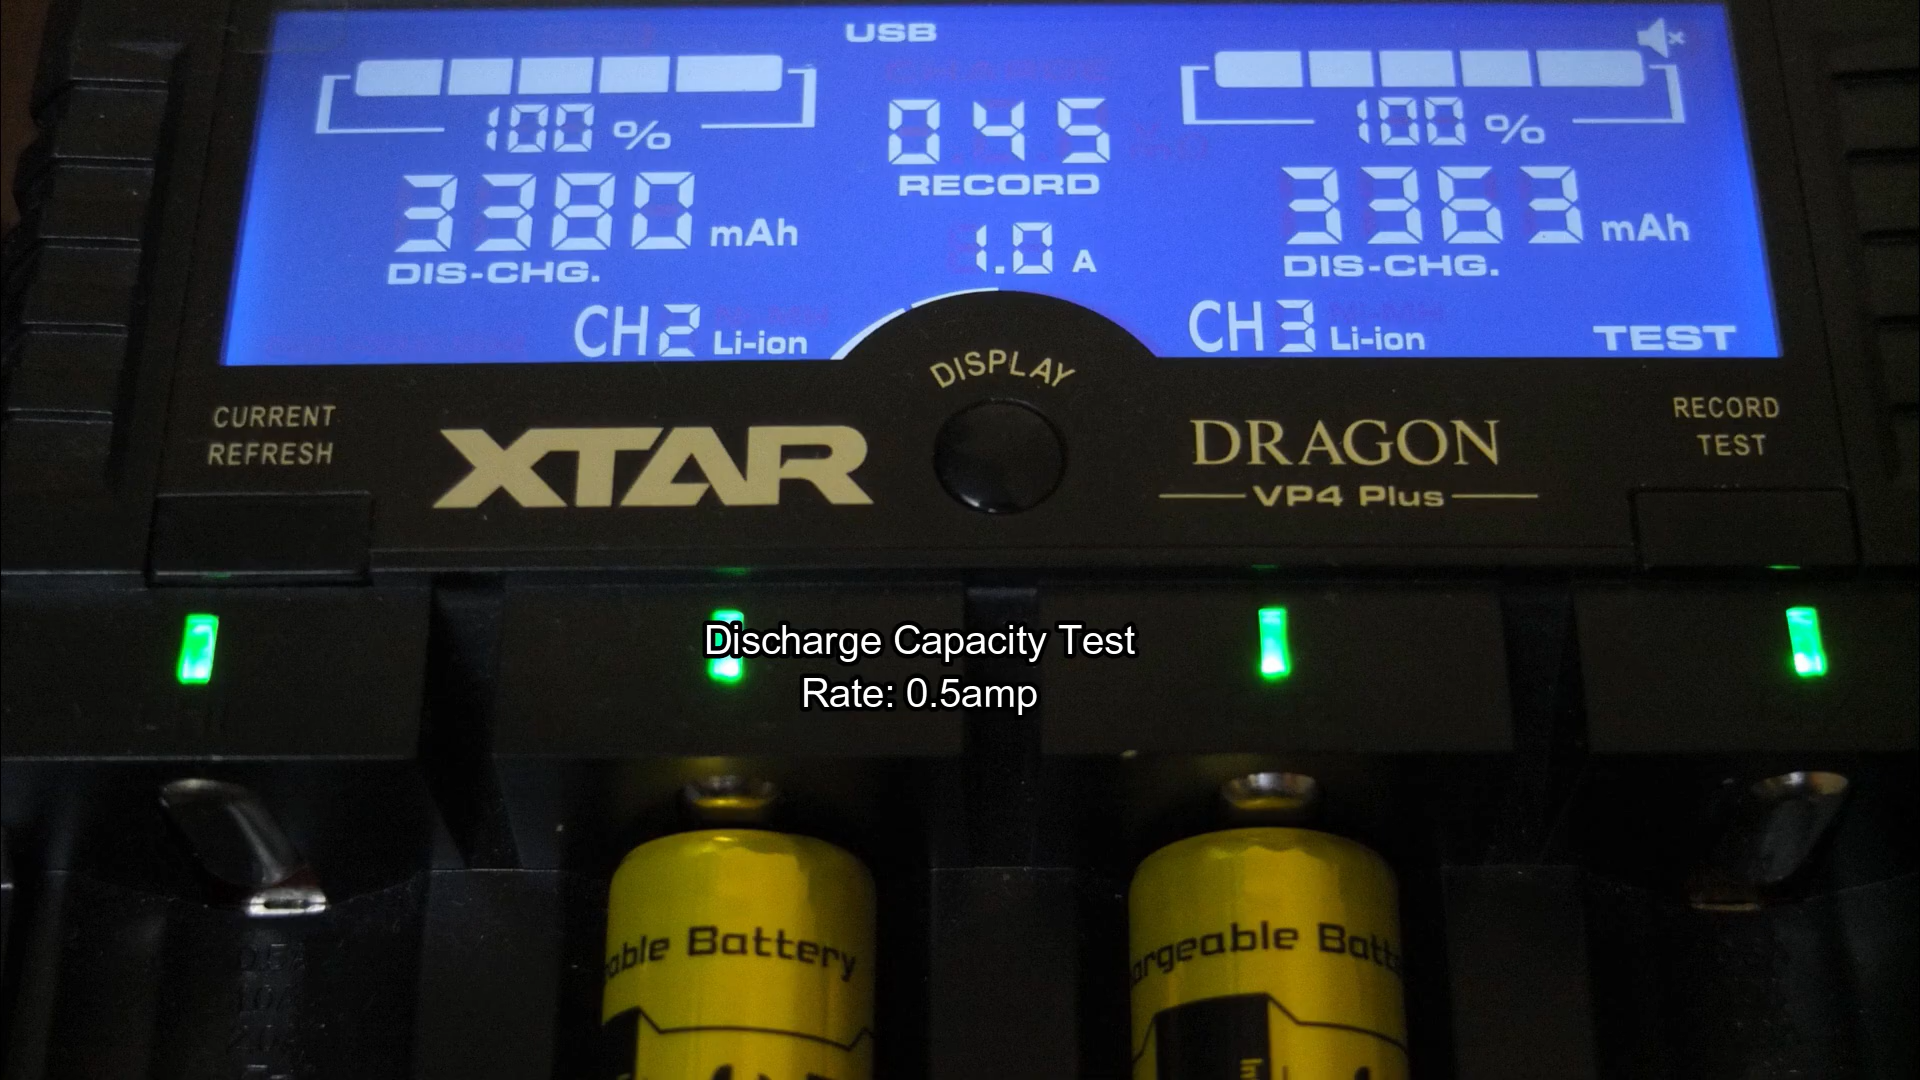 USB
100 %
045
100 %
RECORD
3380 mAh
3363 mAh
DIS-CHG.
1.0 A
DIS-CHG.
CH2 Li-ion
CH3 Li-ion
TEST
DISPLAY
CURRENT
REFRESH
XTAR
DRAGON
VP4 Plus
RECORD
TEST
Discharge Capacity Test
Rate: 0.5amp
able Battery
argeable Batt